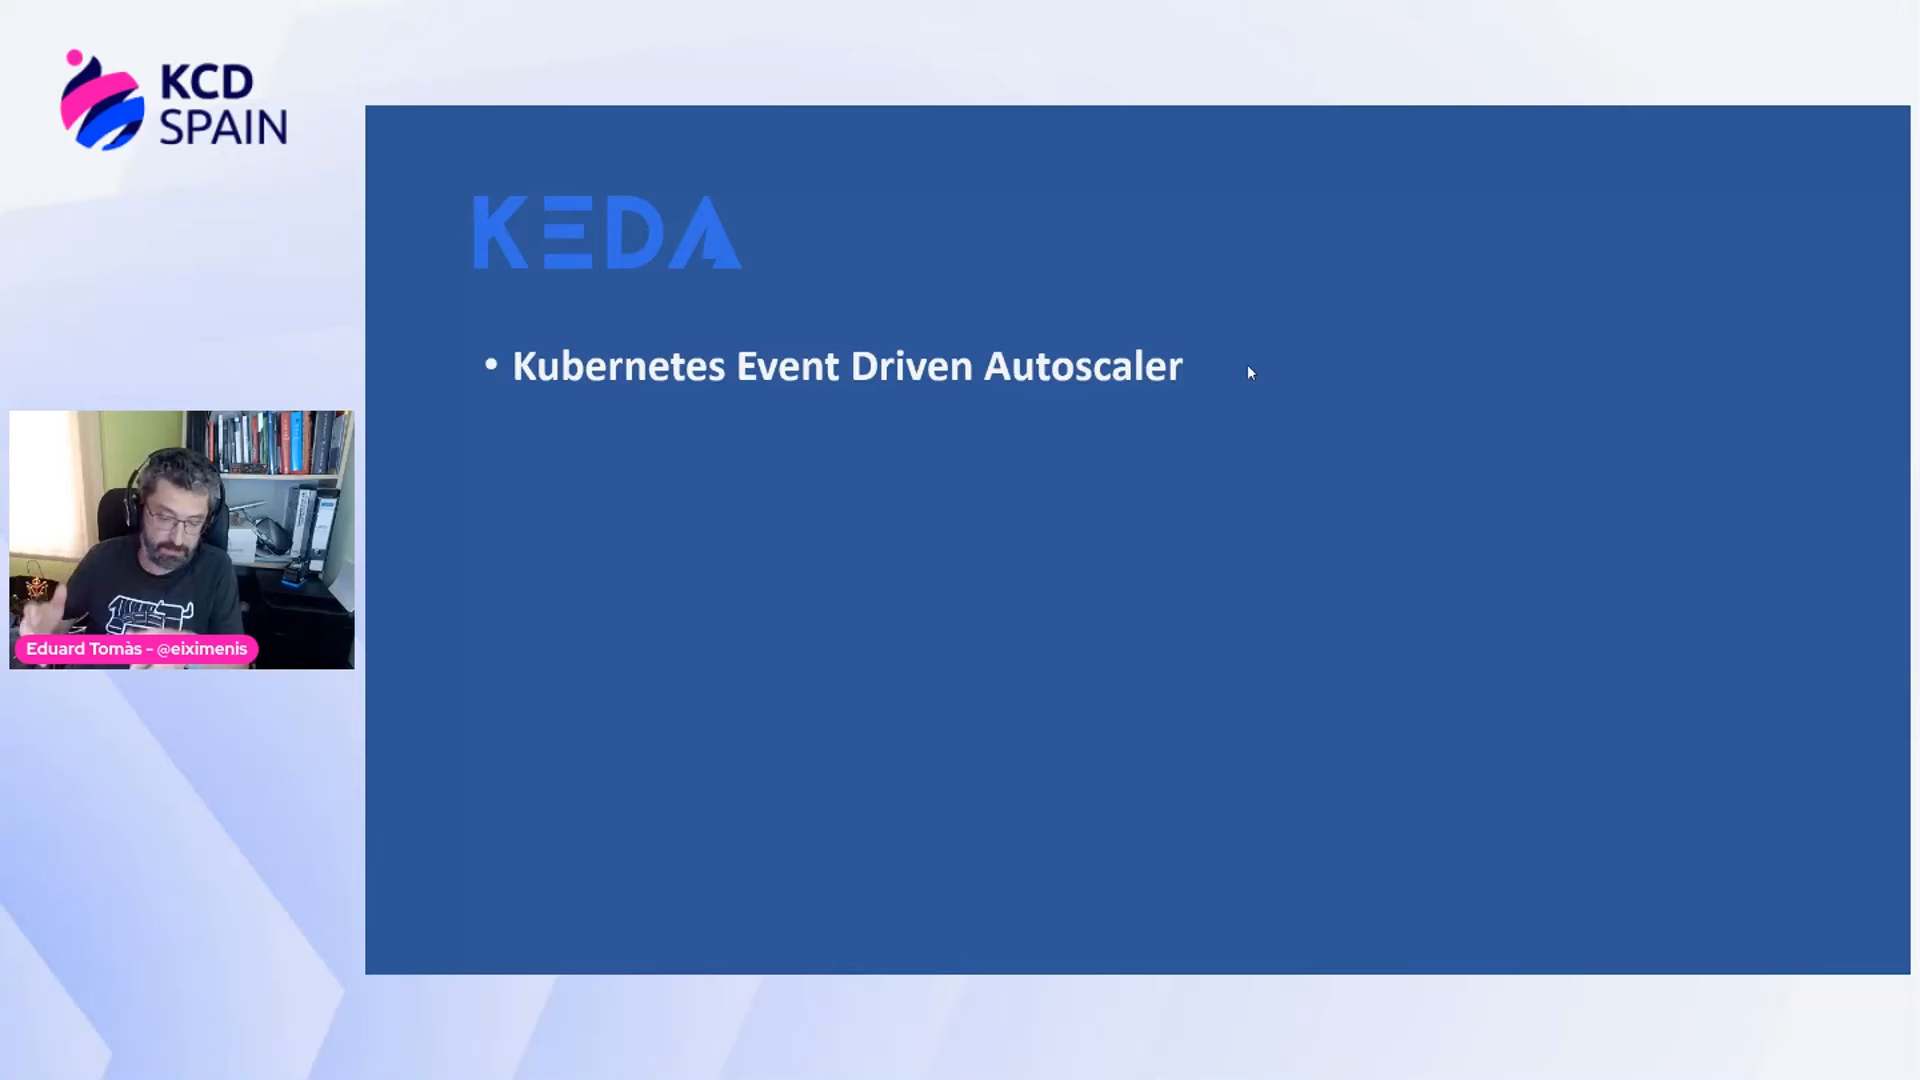 KCD
SPAIN
KEDA
• Kubernetes Event Driven Autoscaler
Eduard Tomàs - @eiximenis